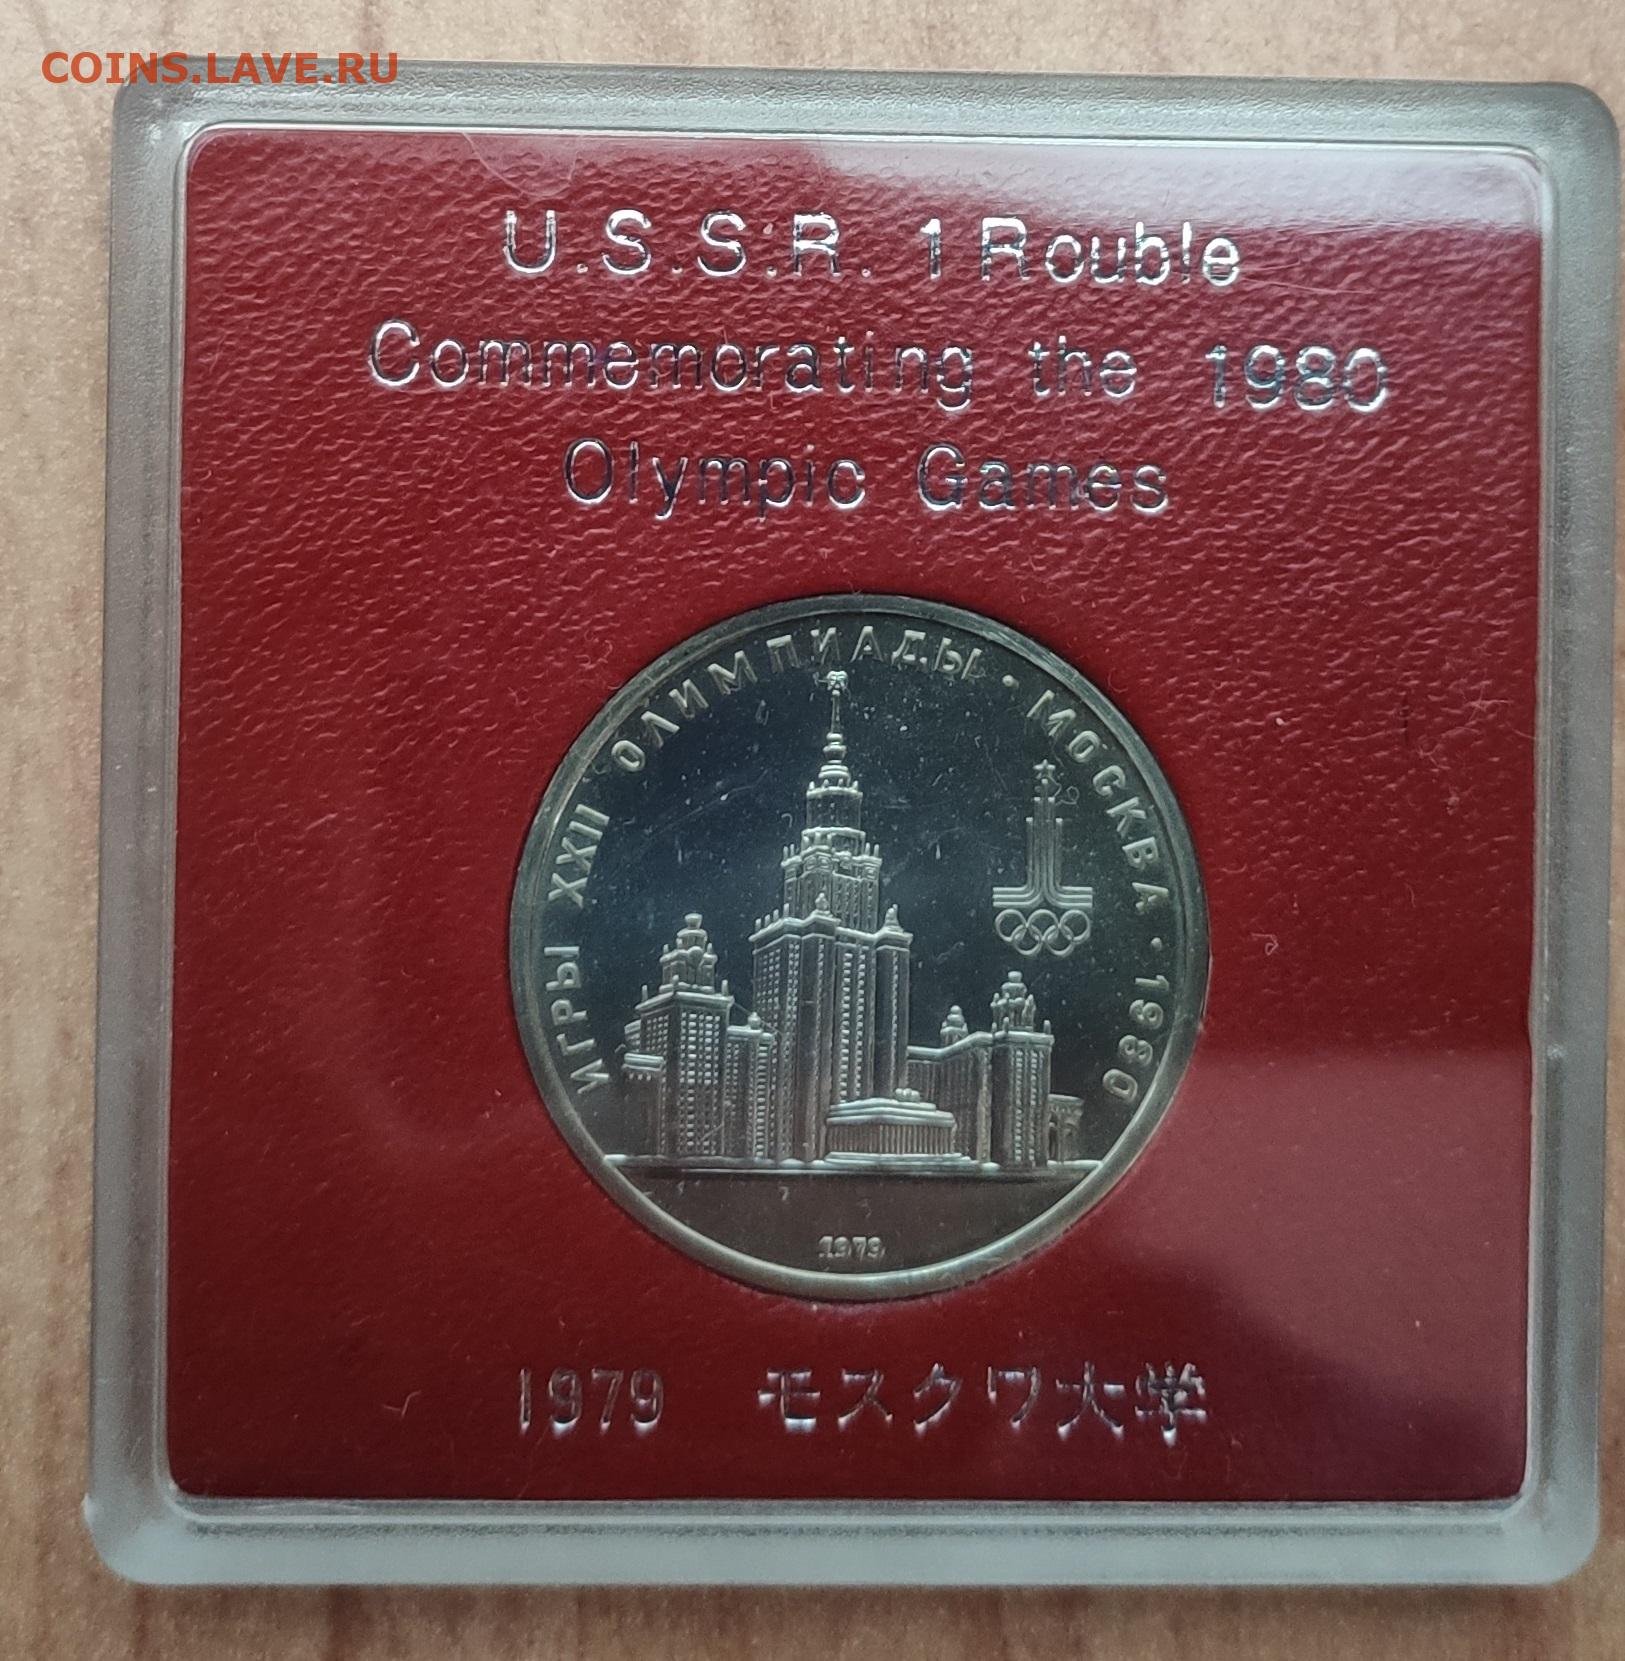 COINS.LAVE.RU
U.S.S.R. 1 Rouble
Commemorating the 1980
Olympic Games
ИГРЫ XXII ОЛИМПИАДЫ · МОСКВА · 1980
1979
1979 モスクワ大学